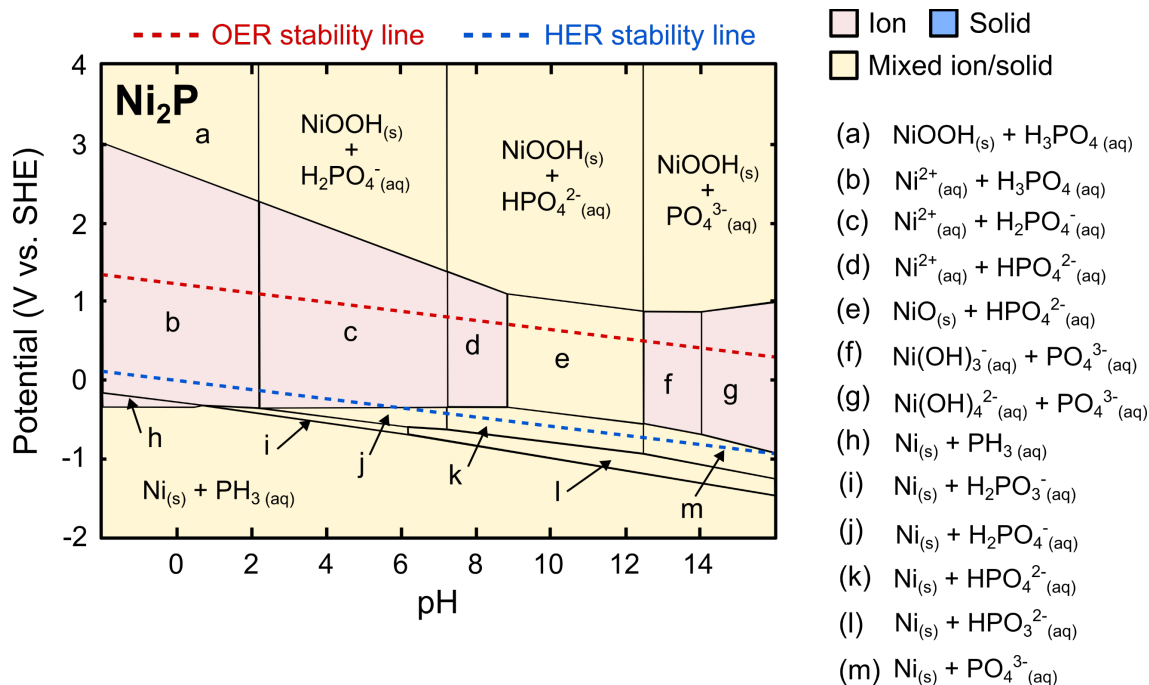 OER stability line
HER stability line
Ion
Solid
Mixed ion/solid
Potential (V vs. SHE)
4
3
2
1
0
-1
-2
Ni₂P
a
NiOOH₍s₎
+
H₂PO₄⁻ ₍aq₎
NiOOH₍s₎
+
HPO₄²⁻₍aq₎
NiOOH₍s₎
+
PO₄³⁻₍aq₎
b
c
d
e
f
g
h
i
j
k
l
m
Ni₍s₎ + PH₃ ₍aq₎
0
2
4
6
8
10
12
14
pH
(a) NiOOH₍s₎ + H₃PO₄ ₍aq₎
(b) Ni²⁺₍aq₎ + H₃PO₄ ₍aq₎
(c) Ni²⁺₍aq₎ + H₂PO₄⁻₍aq₎
(d) Ni²⁺₍aq₎ + HPO₄²⁻₍aq₎
(e) NiO₍s₎ + HPO₄²⁻₍aq₎
(f) Ni(OH)₃⁻₍aq₎ + PO₄³⁻₍aq₎
(g) Ni(OH)₄²⁻₍aq₎ + PO₄³⁻₍aq₎
(h) Ni₍s₎ + PH₃ ₍aq₎
(i) Ni₍s₎ + H₂PO₃⁻₍aq₎
(j) Ni₍s₎ + H₂PO₄⁻₍aq₎
(k) Ni₍s₎ + HPO₄²⁻₍aq₎
(l) Ni₍s₎ + HPO₃²⁻₍aq₎
(m) Ni₍s₎ + PO₄³⁻₍aq₎